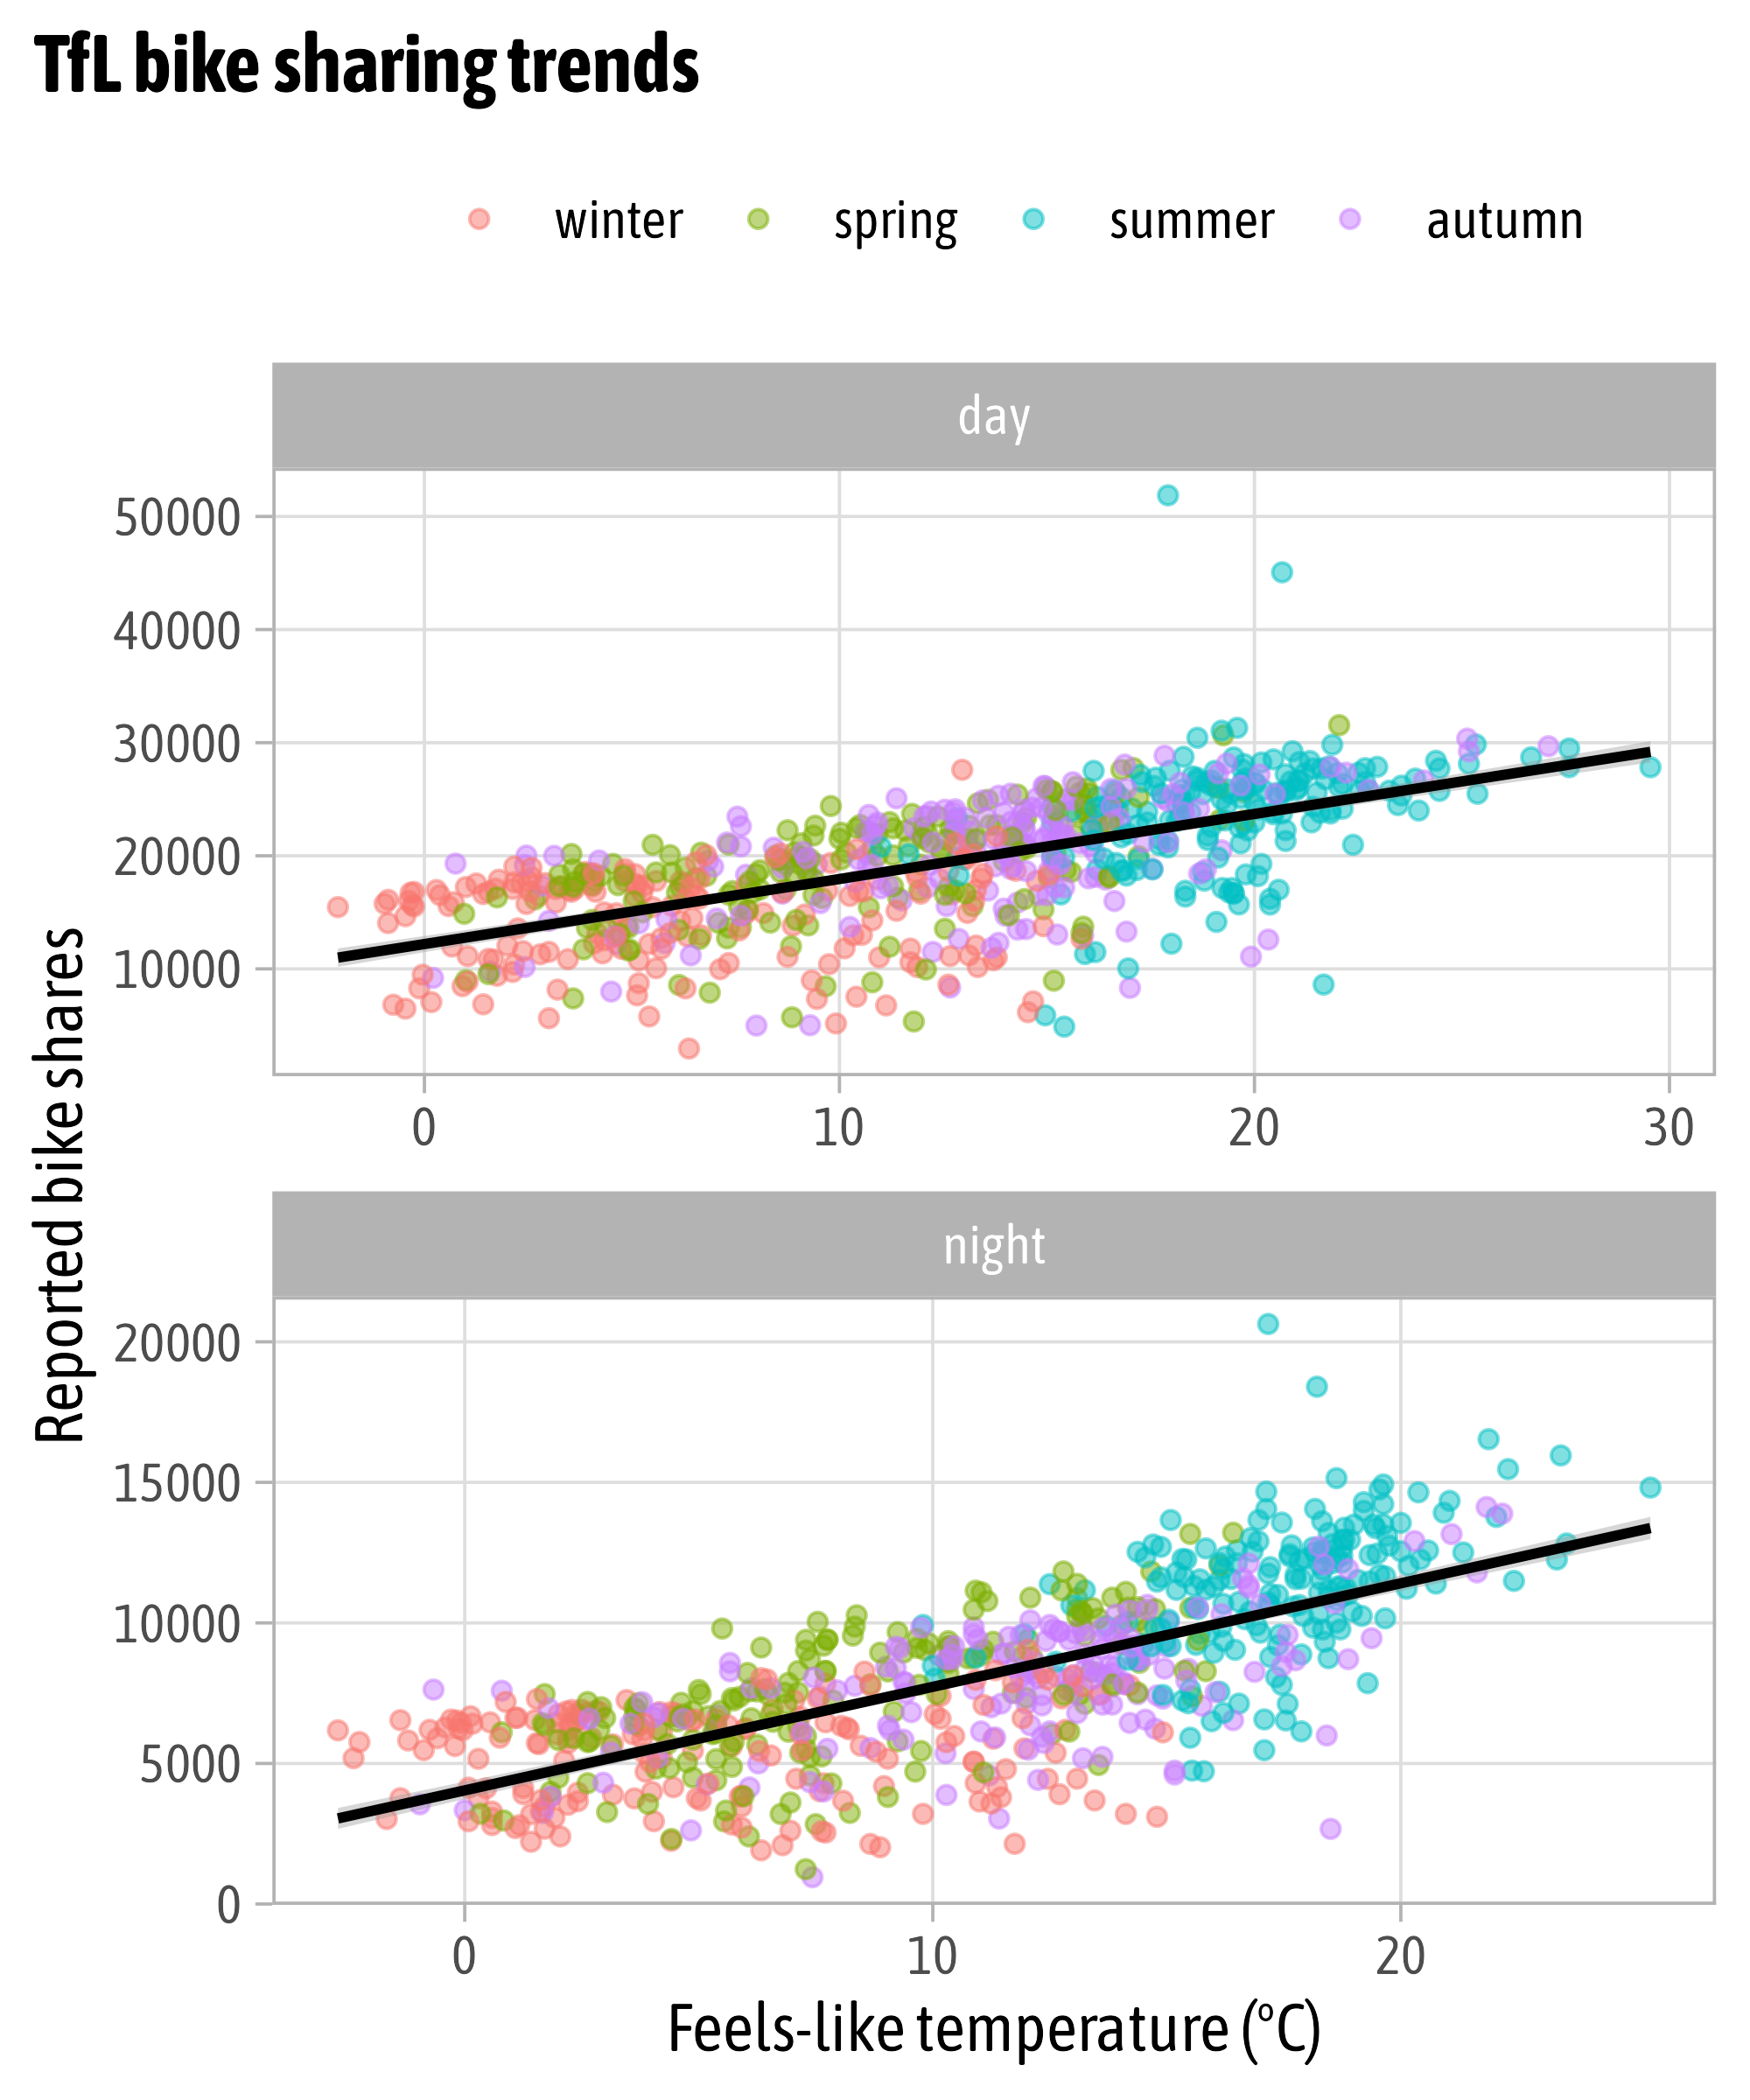 TfL bike sharing trends
winter spring summer autumn
day
50000
40000
30000
20000
10000
0 10 20 30
Reported bike shares
night
20000
15000
10000
5000
0
0 10 20
Feels-like temperature (°C)